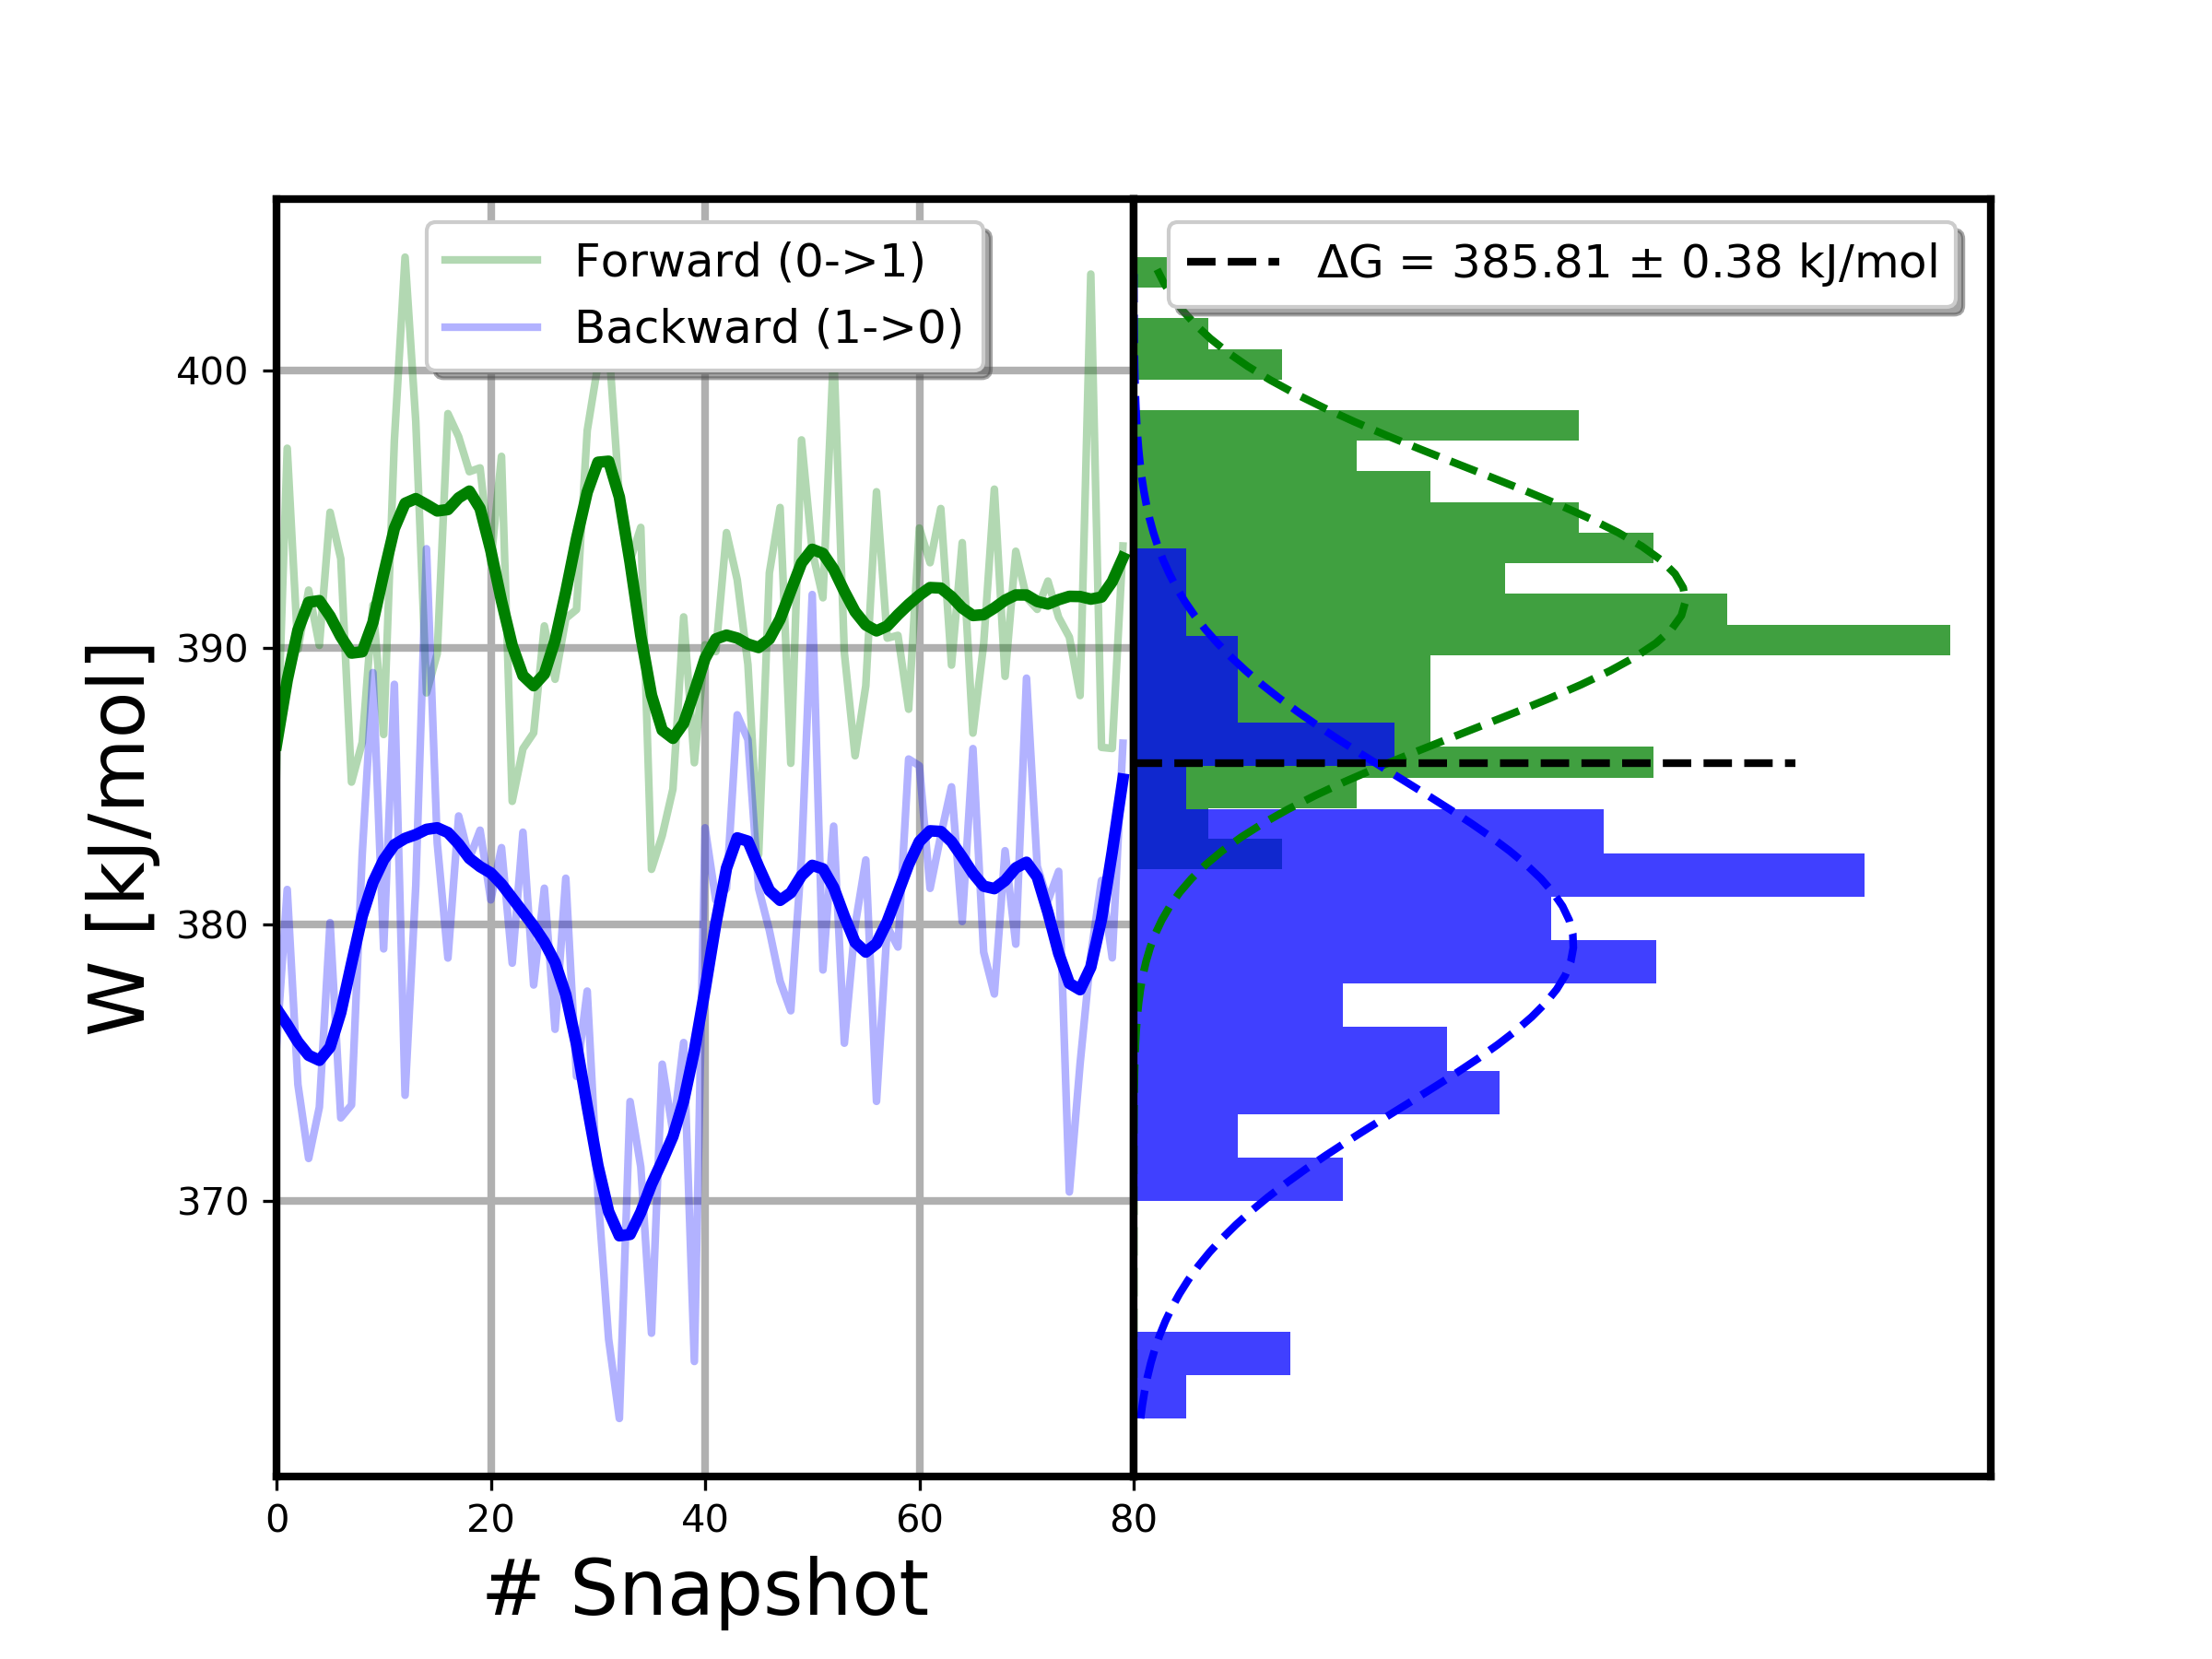 Forward (0->1)
Backward (1->0)
ΔG = 385.81 ± 0.38 kJ/mol
W [kJ/mol]
400
390
380
370
0 20 40 60 80
# Snapshot